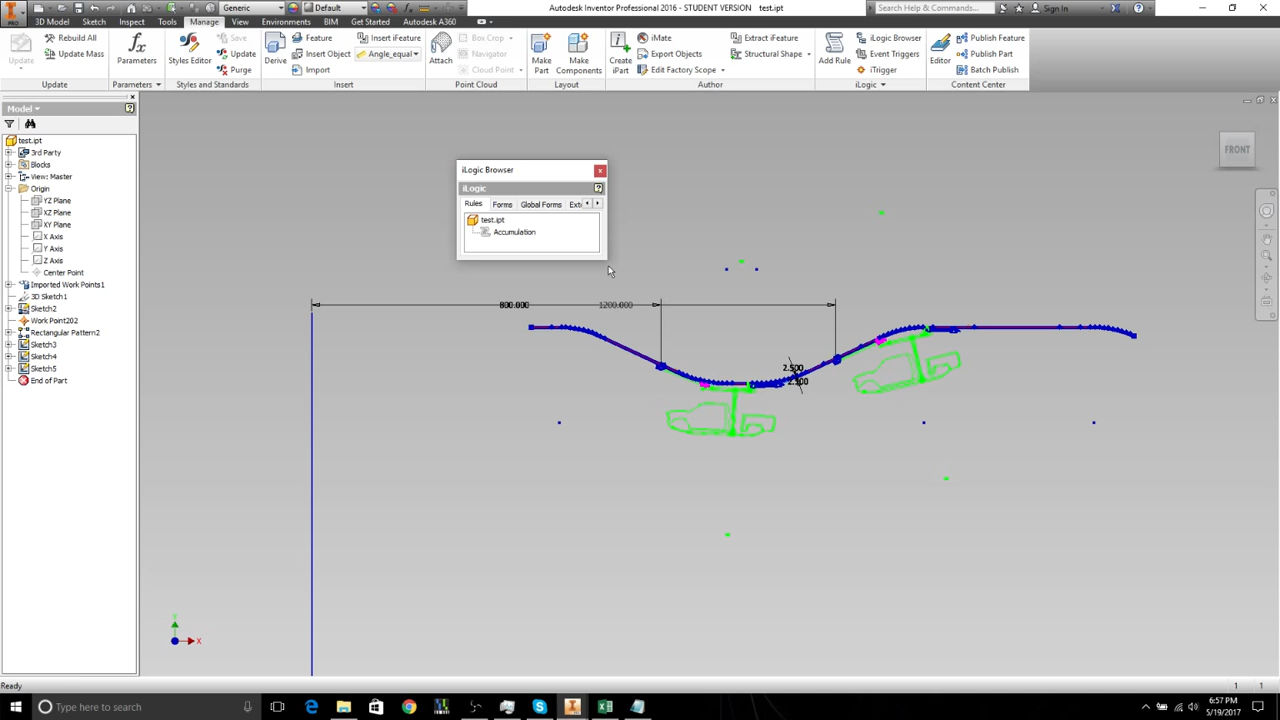 Generic
Default
Autodesk Inventor Professional 2016 - STUDENT VERSION test.ipt
Search Help & Commands...
Sign In
PRO
3D Model Sketch Inspect Tools Manage View Environments BIM Get Started Autodesk A360
Update
Rebuild All
Update Mass
Update
Parameters
Parameters
Styles Editor
Save
Update
Purge
Styles and Standards
Derive
Feature
Insert Object
Import
Insert iFeature
Angle_equal
Insert
Attach
Box Crop
Navigator
Cloud Point
Point Cloud
Make Part
Make Components
Layout
Create iPart
iMate
Export Objects
Edit Factory Scope
Extract iFeature
Structural Shape
Author
Add Rule
iLogic Browser
Event Triggers
iTrigger
iLogic
Editor
Publish Feature
Publish Part
Batch Publish
Content Center
Model
test.ipt
3rd Party
Blocks
View: Master
Origin
YZ Plane
XZ Plane
XY Plane
X Axis
Y Axis
Z Axis
Center Point
Imported Work Points1
3D Sketch1
Sketch2
Work Point202
Rectangular Pattern2
Sketch3
Sketch4
Sketch5
End of Part
iLogic Browser
iLogic
Rules Forms Global Forms Exte
test.ipt
Accumulation
FRONT
800.000 1200.000
2.500
2.500
Y
X
Ready
1 1
Type here to search
6:57 PM
5/19/2017